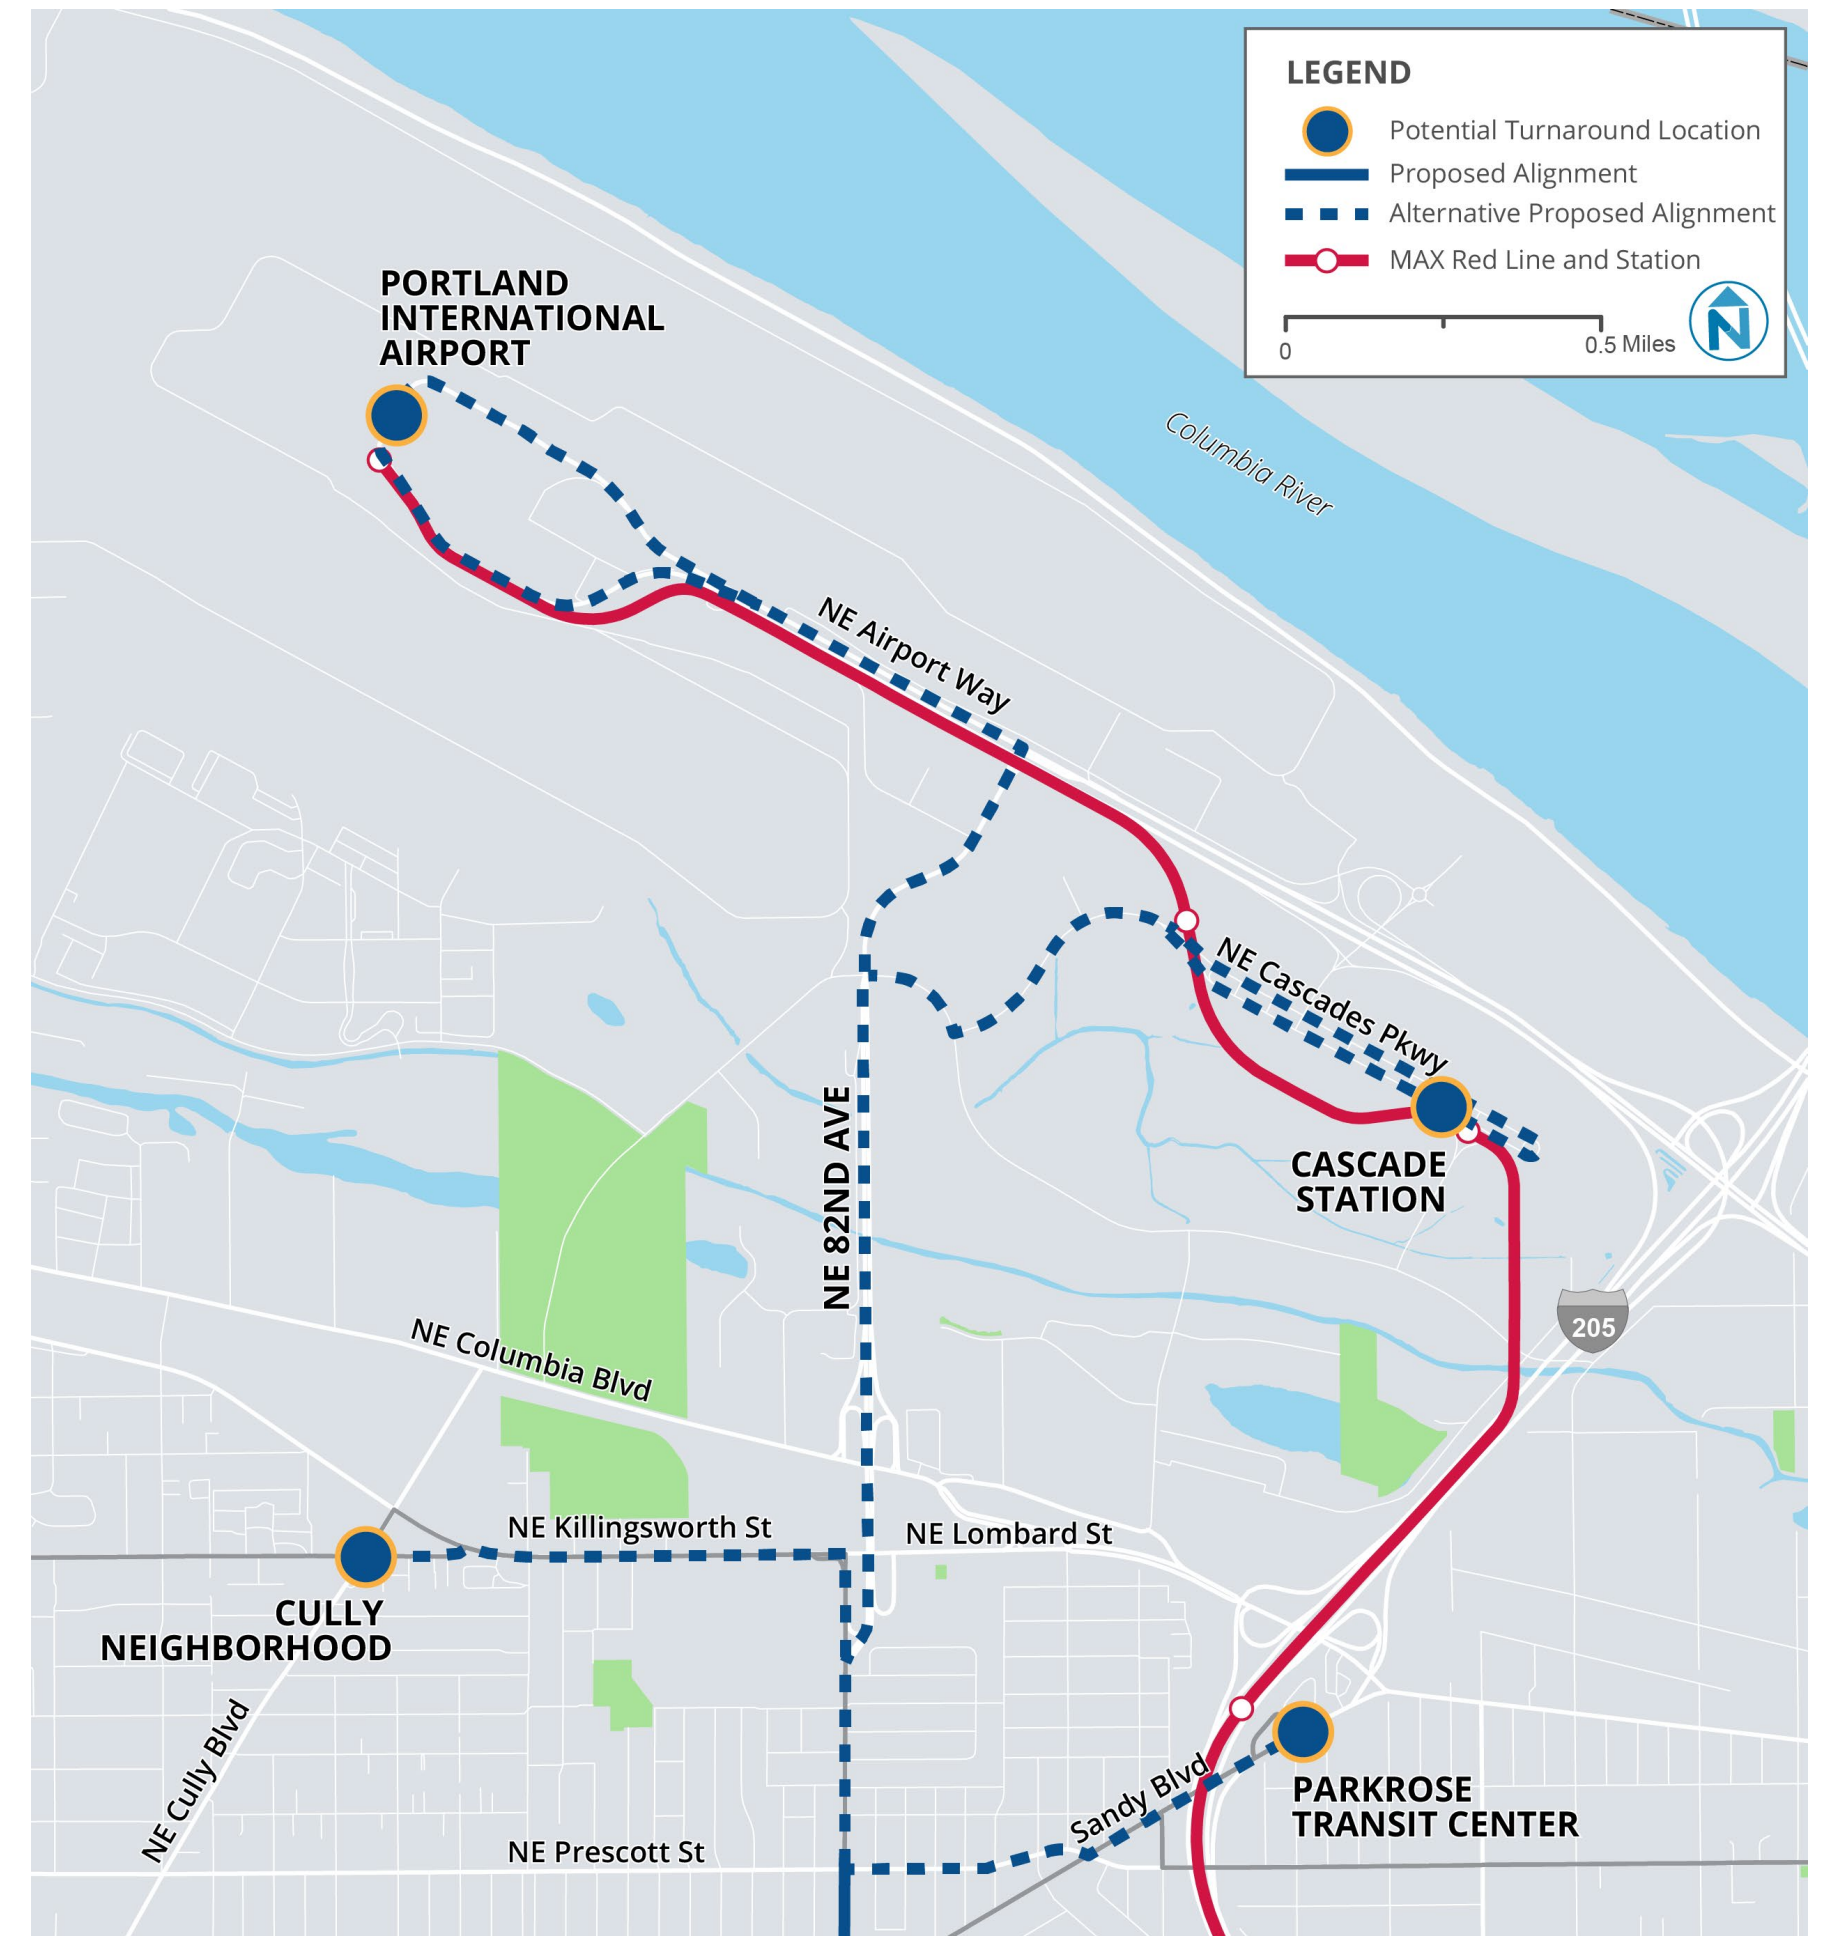 LEGEND
Potential Turnaround Location
Proposed Alignment
Alternative Proposed Alignment
MAX Red Line and Station
0
0.5 Miles
N
PORTLAND
INTERNATIONAL
AIRPORT
Columbia River
NE Airport Way
NE Cascades Pkwy
NE 82ND AVE
CASCADE
STATION
205
NE Columbia Blvd
NE Killingsworth St
NE Lombard St
CULLY
NEIGHBORHOOD
NE Cully Blvd
Sandy Blvd
PARKROSE
TRANSIT CENTER
NE Prescott St